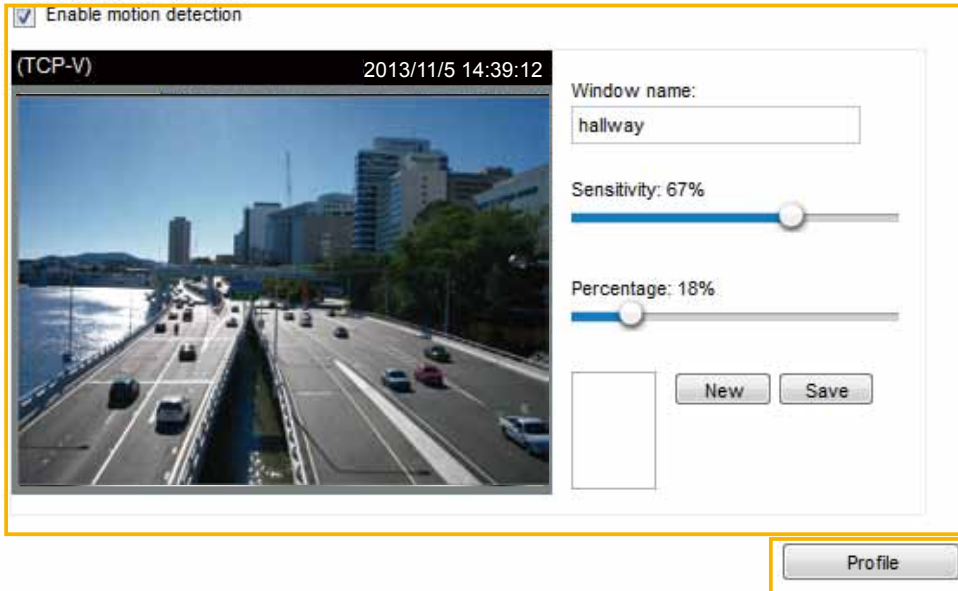 Enable motion detection
(TCP-V) 2013/11/5 14:39:12
Window name:
hallway
Sensitivity: 67%
Percentage: 18%
New Save
Profile